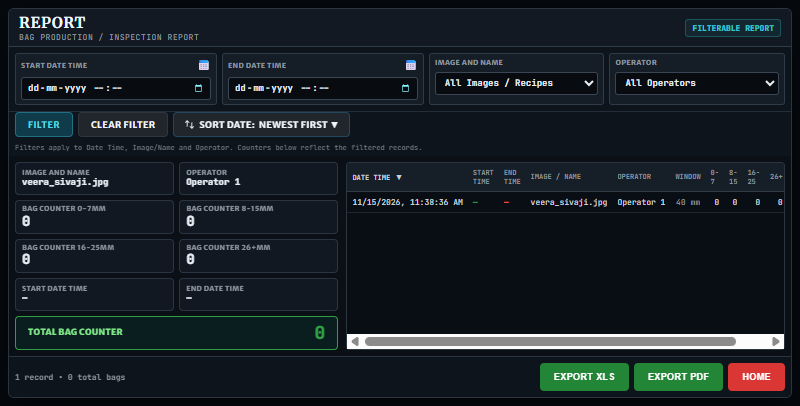 REPORT
BAG PRODUCTION / INSPECTION REPORT
FILTERABLE REPORT
START DATE TIME
dd-mm-yyyy --:--
END DATE TIME
dd-mm-yyyy --:--
IMAGE AND NAME
All Images / Recipes
OPERATOR
All Operators
FILTER
CLEAR FILTER
↑↓ SORT DATE: NEWEST FIRST ▼
Filters apply to Date Time, Image/Name and Operator. Counters below reflect the filtered records.
IMAGE AND NAME
veera_sivaji.jpg
OPERATOR
Operator 1
BAG COUNTER 0-7MM
0
BAG COUNTER 8-15MM
0
BAG COUNTER 16-25MM
0
BAG COUNTER 26+MM
0
START DATE TIME
—
END DATE TIME
—
TOTAL BAG COUNTER 0
DATE TIME ▼ START TIME END TIME IMAGE / NAME OPERATOR WINDOW 0-7 8-15 16-25 26+
11/15/2026, 11:38:36 AM — — veera_sivaji.jpg Operator 1 40 mm 0 0 0 0
1 record • 0 total bags
EXPORT XLS
EXPORT PDF
HOME